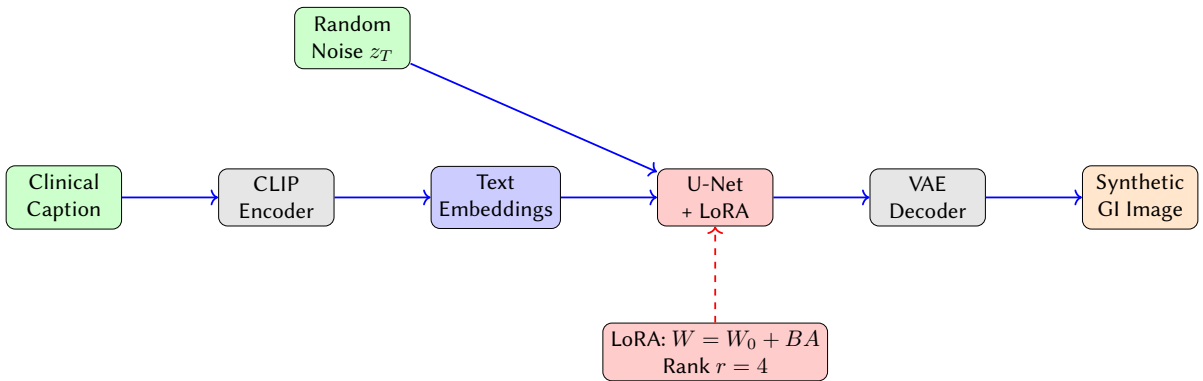 Random
Noise $z_T$
Clinical
Caption
CLIP
Encoder
Text
Embeddings
U-Net
+ LoRA
VAE
Decoder
Synthetic
GI Image
LoRA: $W = W_0 + BA$
Rank $r = 4$